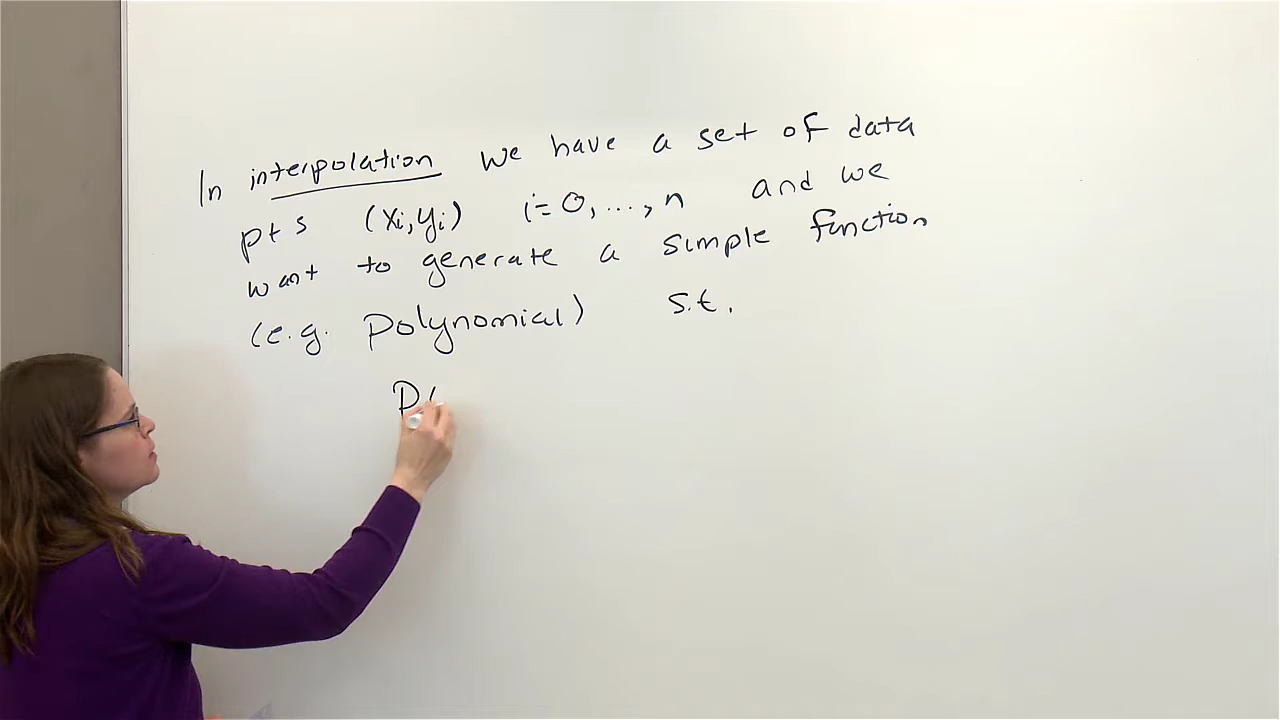 In interpolation we have a set of data
pts (xi,yi) i=0,...,n and we
want to generate a simple function
(e.g. polynomial) s.t.
P(